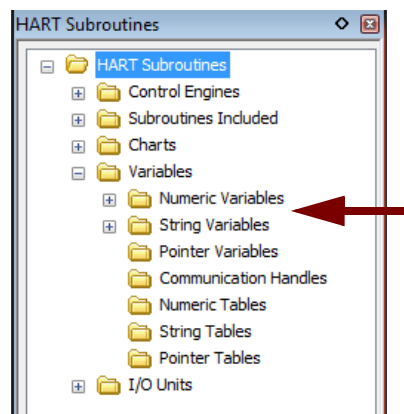 HART Subroutines
HART Subroutines
Control Engines
Subroutines Included
Charts
Variables
Numeric Variables
String Variables
Pointer Variables
Communication Handles
Numeric Tables
String Tables
Pointer Tables
I/O Units